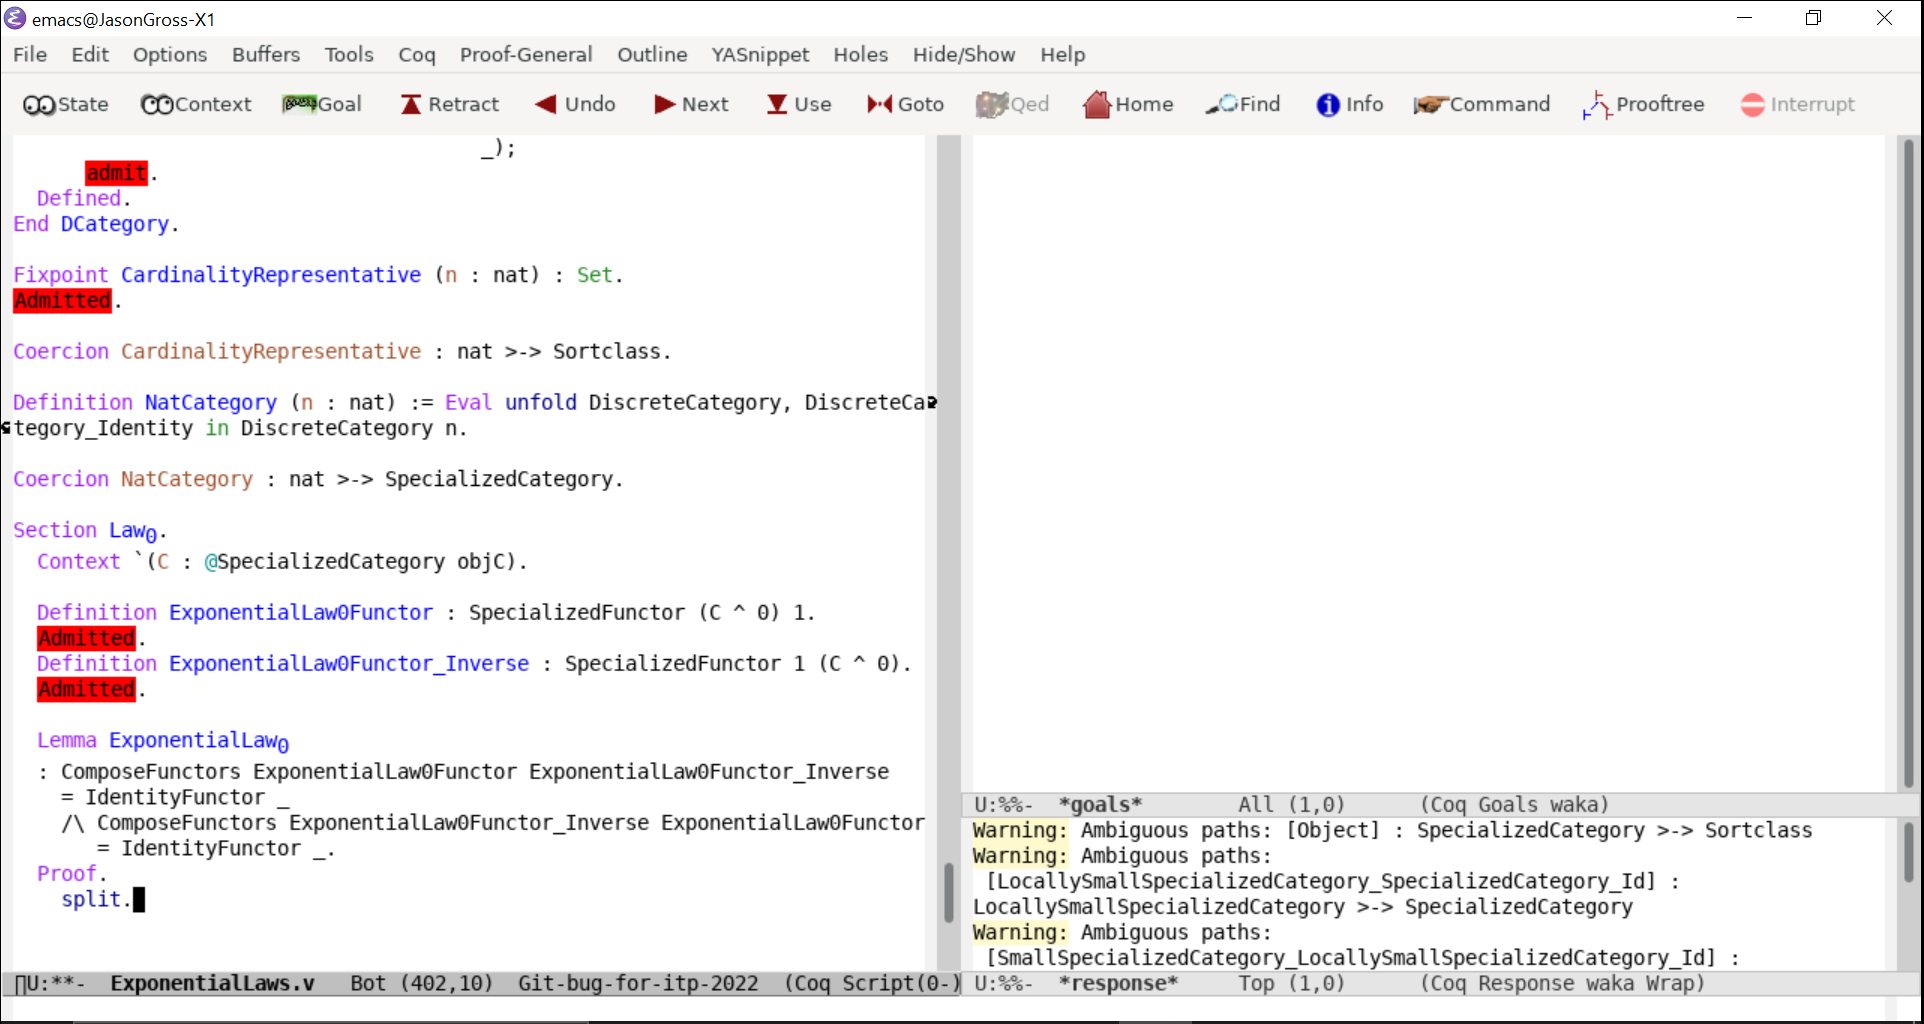 emacs@JasonGross-X1
File Edit Options Buffers Tools Coq Proof-General Outline YASnippet Holes Hide/Show Help
State Context Goal Retract Undo Next Use Goto Qed Home Find Info Command Prooftree Interrupt
_);
admit.
Defined.
End DCategory.
Fixpoint CardinalityRepresentative (n : nat) : Set.
Admitted.
Coercion CardinalityRepresentative : nat >-> Sortclass.
Definition NatCategory (n : nat) := Eval unfold DiscreteCategory, DiscreteCa
tegory_Identity in DiscreteCategory n.
Coercion NatCategory : nat >-> SpecializedCategory.
Section Law₀.
Context `(C : @SpecializedCategory objC).
Definition ExponentialLaw0Functor : SpecializedFunctor (C ^ 0) 1.
Admitted.
Definition ExponentialLaw0Functor_Inverse : SpecializedFunctor 1 (C ^ 0).
Admitted.
Lemma ExponentialLaw₀
: ComposeFunctors ExponentialLaw0Functor ExponentialLaw0Functor_Inverse
= IdentityFunctor _
/\ ComposeFunctors ExponentialLaw0Functor_Inverse ExponentialLaw0Functor
= IdentityFunctor _.
Proof.
split.
U:**- ExponentialLaws.v Bot (402,10) Git-bug-for-itp-2022 (Coq Script(0-)
U:%%- *goals* All (1,0) (Coq Goals waka)
Warning: Ambiguous paths: [Object] : SpecializedCategory >-> Sortclass
Warning: Ambiguous paths:
[LocallySmallSpecializedCategory_SpecializedCategory_Id] :
LocallySmallSpecializedCategory >-> SpecializedCategory
Warning: Ambiguous paths:
[SmallSpecializedCategory_LocallySmallSpecializedCategory_Id] :
U:%%- *response* Top (1,0) (Coq Response waka Wrap)